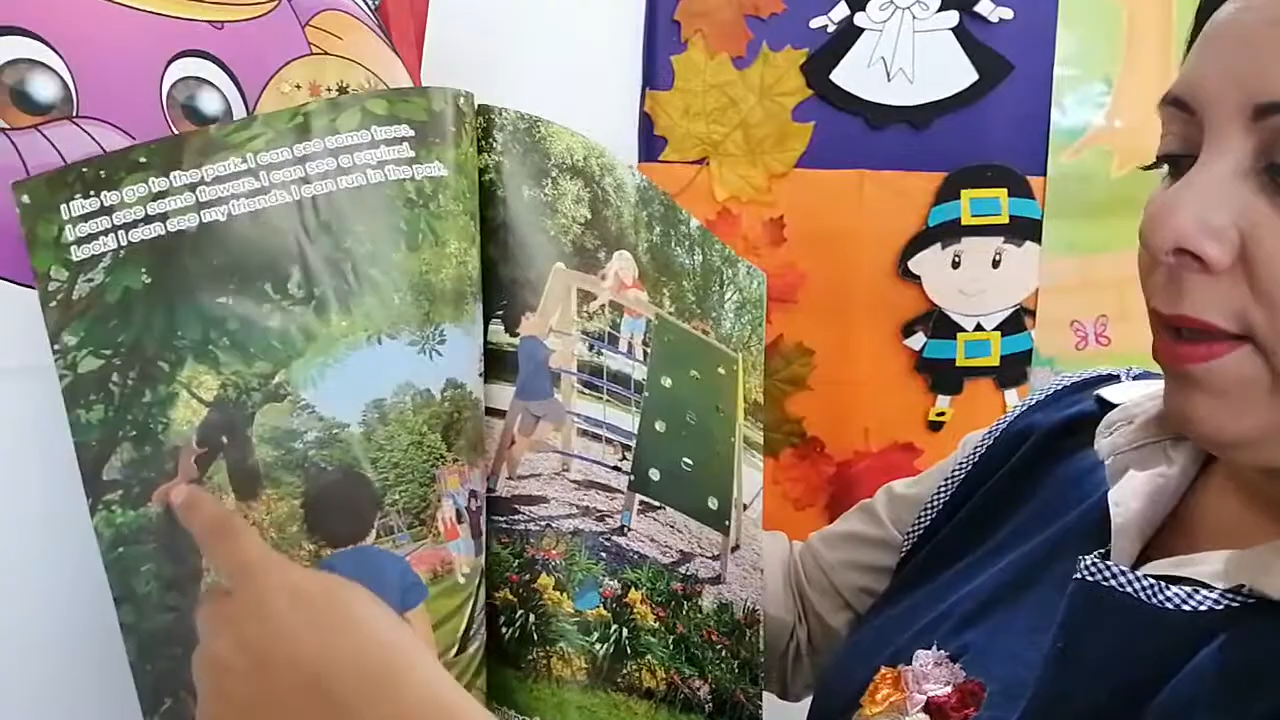 I like to go to the park. I can see some trees.
I can see some flowers. I can see a squirrel.
Look! I can see my friends. I can run in the park.